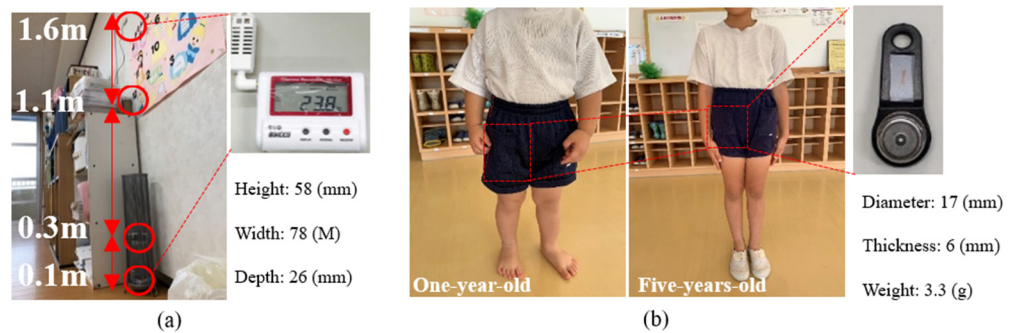 1.6m
1.1m
0.3m
0.1m
23.8
Height: 58 (mm)
Width: 78 (M)
Depth: 26 (mm)
(a)
One-year-old
Five-years-old
Diameter: 17 (mm)
Thickness: 6 (mm)
Weight: 3.3 (g)
(b)